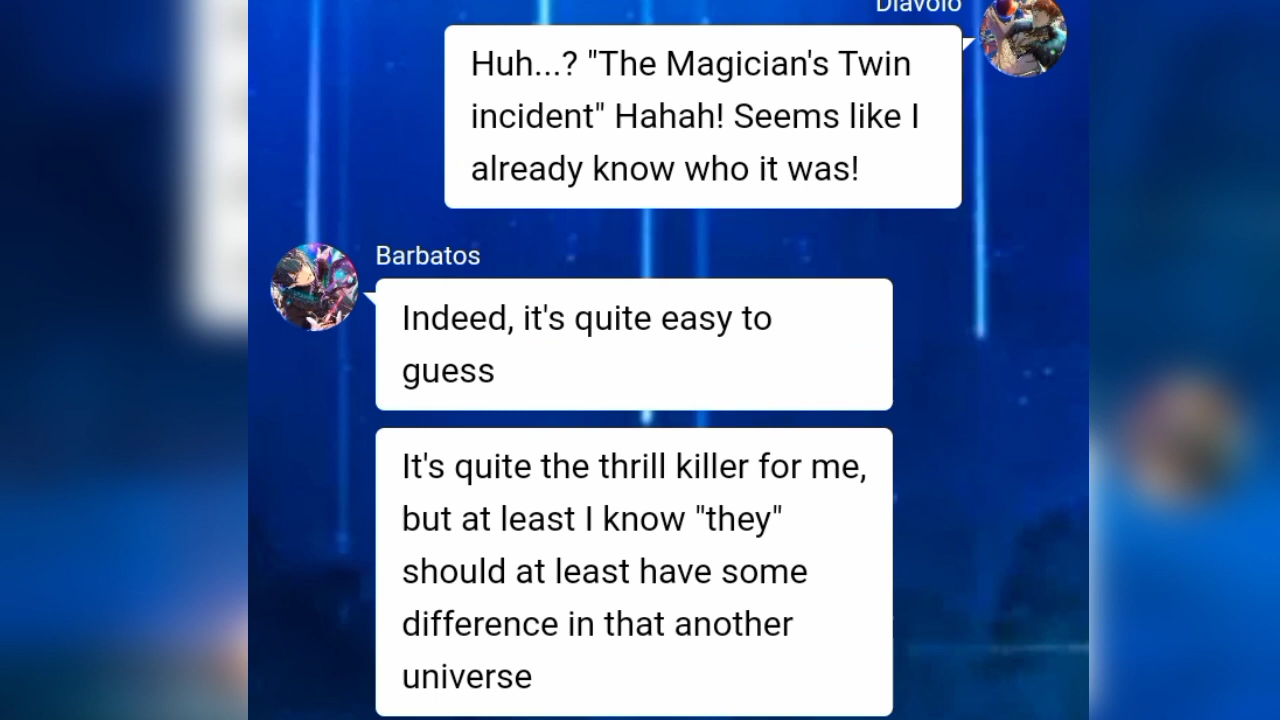 Diavolo
Huh...? "The Magician's Twin
incident" Hahah! Seems like I
already know who it was!
Barbatos
Indeed, it's quite easy to
guess
It's quite the thrill killer for me,
but at least I know "they"
should at least have some
difference in that another
universe